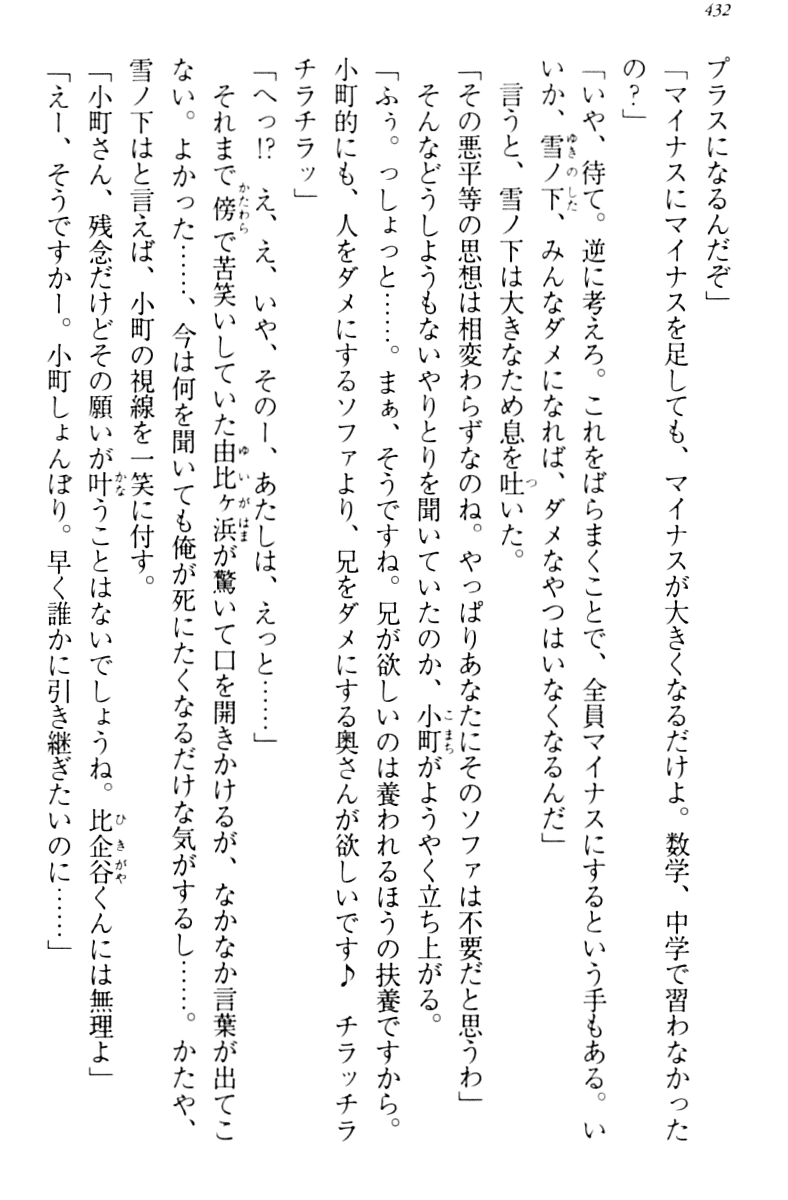 432
プラスになるんだぞ」
「マイナスにマイナスを足しても、マイナスが大きくなるだけよ。数学、中学で習わなかった
の？」
「いや、待て。逆に考えろ。これをばらまくことで、全員マイナスにするという手もある。い
いか、雪ノ下、みんなダメになれば、ダメなやつはいなくなるんだ」
言うと、雪ノ下は大きなため息を吐いた。
「その悪平等の思想は相変わらずなのね。やっぱりあなたにそのソファは不要だと思うわ」
そんなどうしようもないやりとりを聞いていたのか、小町がようやく立ち上がる。
「ふぅ。っしょっと……。まぁ、そうですね。兄が欲しいのは養われるほうの扶養ですから。
小町的にも、人をダメにするソファより、兄をダメにする奥さんが欲しいです♪　チラッチラ
チラチラッ」
「へっ!?　え、え、いや、そのー、あたしは、えっと……」
それまで傍で苦笑いしていた由比ヶ浜が驚いて口を開きかけるが、なかなか言葉が出てこ
ない。よかった……、今は何を聞いても俺が死にたくなるだけな気がするし……。かたや、
雪ノ下はと言えば、小町の視線を一笑に付す。
「小町さん、残念だけどその願いが叶うことはないでしょうね。比企谷くんには無理よ」
「えー、そうですかー。小町しょんぼり。早く誰かに引き継ぎたいのに……」